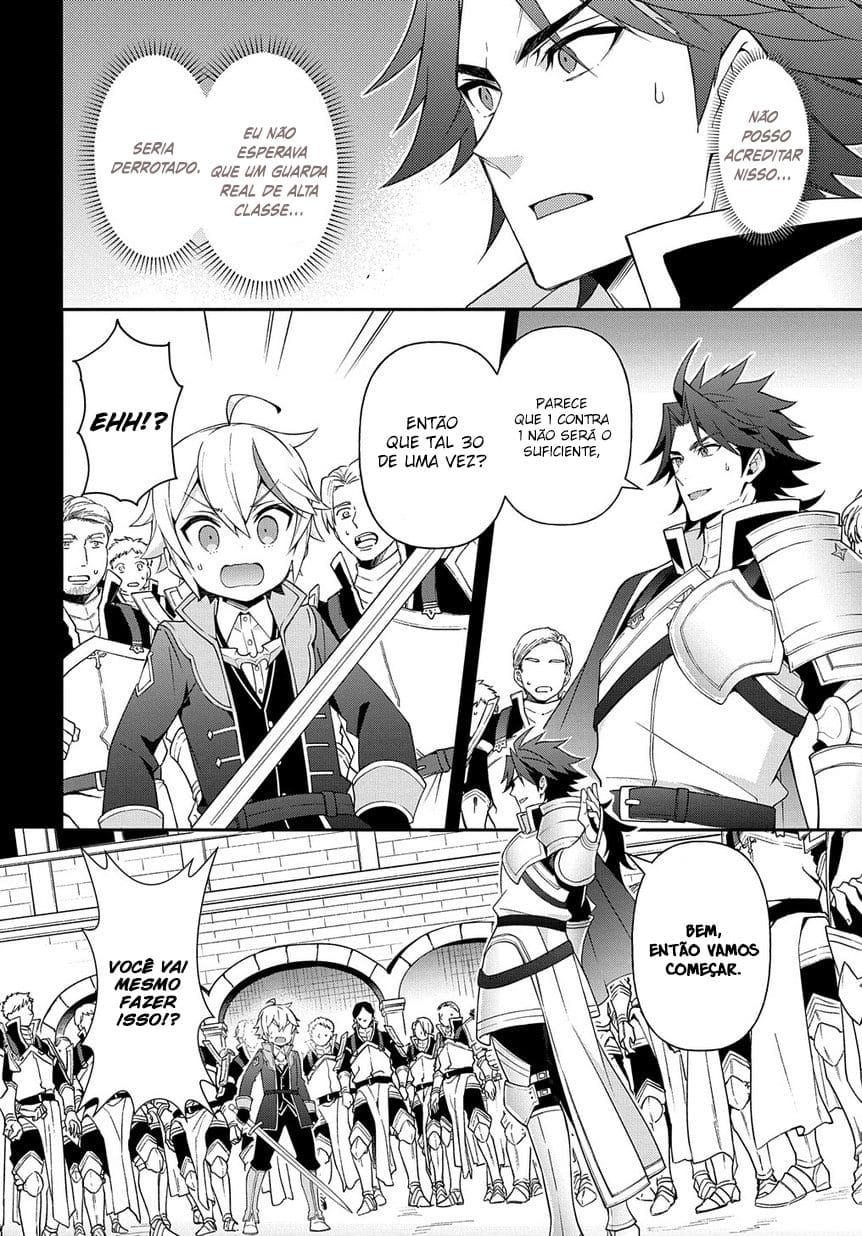 NÃO
POSSO
ACREDITAR
NISSO...
EU NÃO
ESPERAVA
QUE UM GUARDA
REAL DE ALTA
CLASSE...
SERIA
DERROTADO.
PARECE
QUE 1 CONTRA
1 NÃO SERÁ O
SUFICIENTE,
ENTÃO
QUE TAL 30
DE UMA VEZ?
EHH!?
BEM,
ENTÃO VAMOS
COMEÇAR.
VOCÊ VAI
MESMO
FAZER
ISSO!?